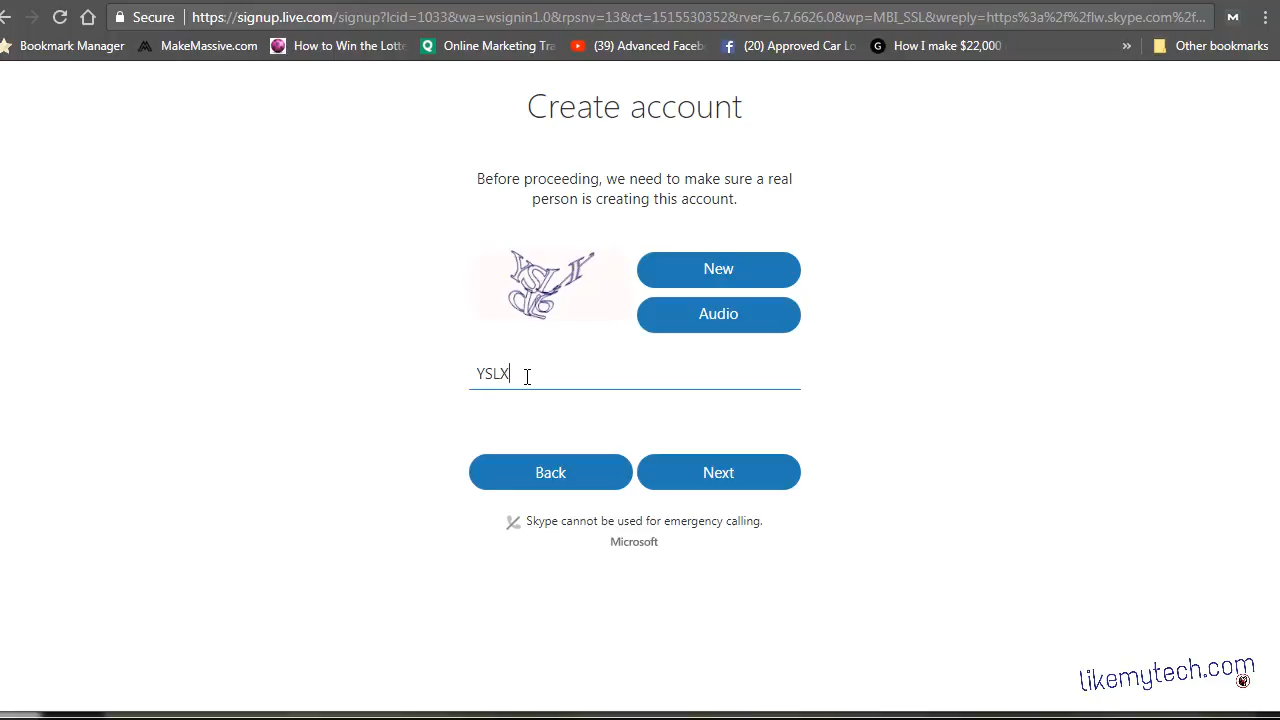 Secure
https://signup.live.com/signup?lcid=1033&wa=wsignin1.0&rpsnv=13&ct=1515530552&rver=6.7.6626.0&wp=MBI_SSL&wreply=https%3a%2f%2flw.skype.com%2f...
Bookmark Manager
MakeMassive.com
How to Win the Lotte
Online Marketing Tra
(39) Advanced Faceb
(20) Approved Car Lo
How I make $22,000
»
Other bookmarks
Create account
Before proceeding, we need to make sure a real
person is creating this account.
New
Audio
YSLX
Back
Next
Skype cannot be used for emergency calling.
Microsoft
likemytech.com